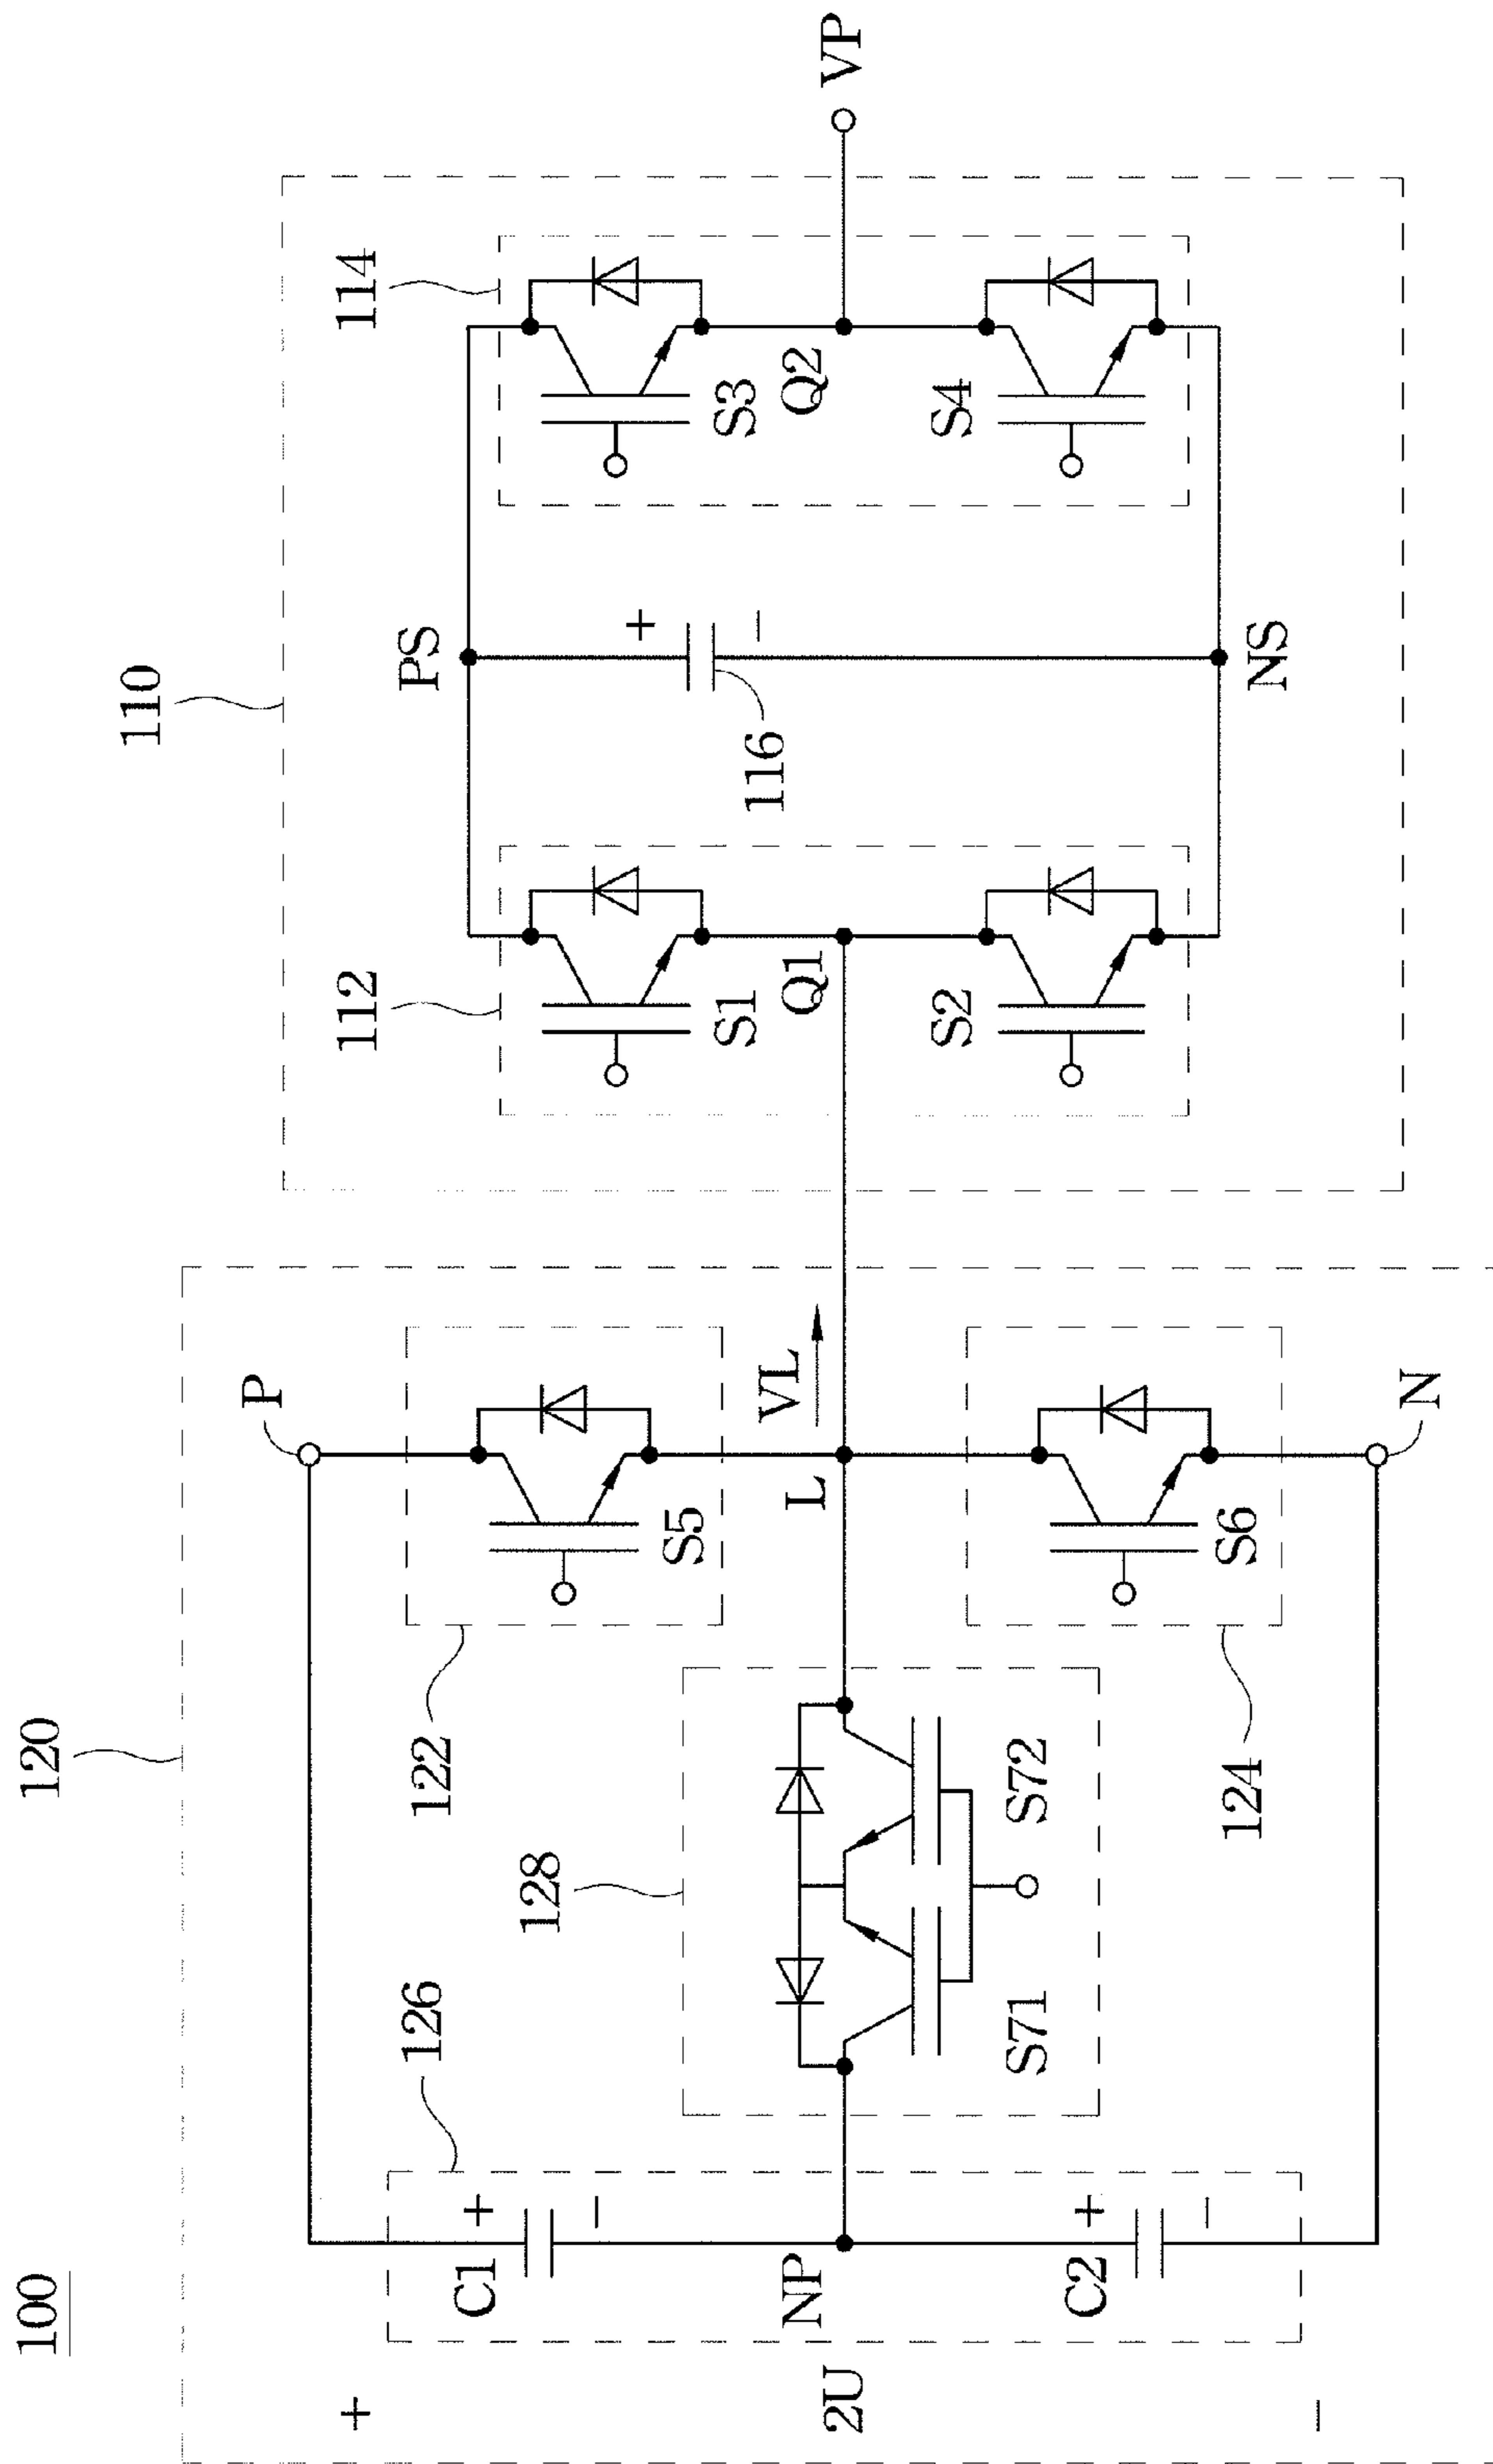 100
120
110
126
C1
+
−
128
122
P
S5
112
S1
PS
+
−
116
114
S3
+
2U
−
NP
L
VL
Q1
Q2
VP
C2
+
−
S71
S72
124
S6
N
S2
NS
S4